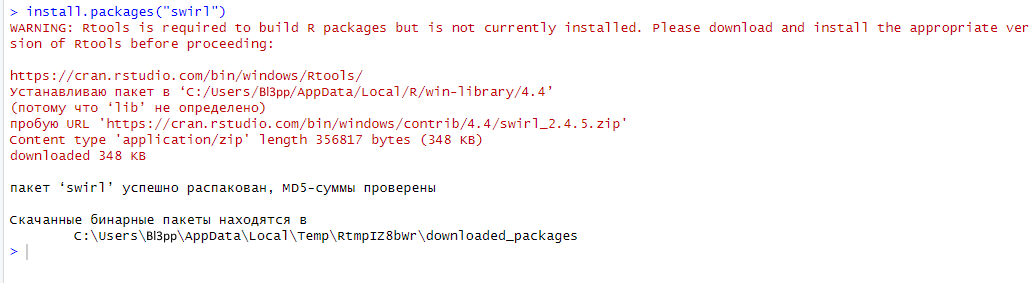 > install.packages("swirl")
WARNING: Rtools is required to build R packages but is not currently installed. Please download and install the appropriate ver
sion of Rtools before proceeding:
https://cran.rstudio.com/bin/windows/Rtools/
Устанавливаю пакет в ‘C:/Users/Bl3pp/AppData/Local/R/win-library/4.4’
(потому что ‘lib’ не определено)
пробую URL 'https://cran.rstudio.com/bin/windows/contrib/4.4/swirl_2.4.5.zip'
Content type 'application/zip' length 356817 bytes (348 KB)
downloaded 348 KB
пакет ‘swirl’ успешно распакован, MD5-суммы проверены
Скачанные бинарные пакеты находятся в
C:\Users\Bl3pp\AppData\Local\Temp\RtmpIZ8bWr\downloaded_packages
>